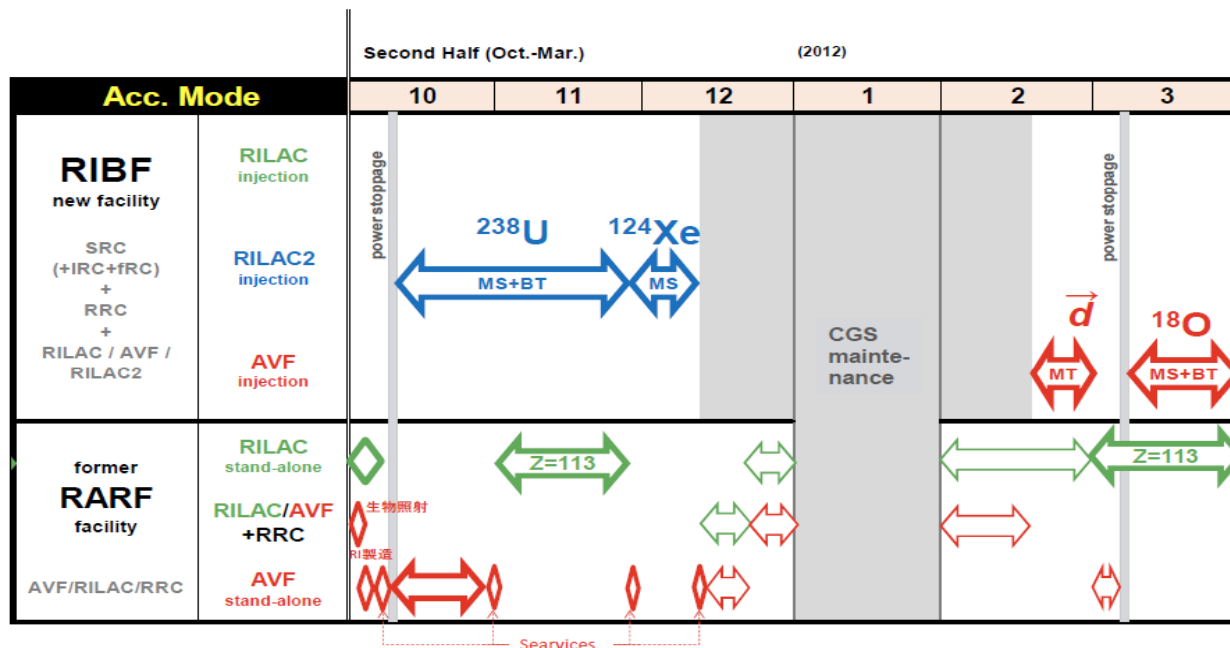 Second Half (Oct.-Mar.) (2012)
Acc. Mode 10 11 12 1 2 3
RIBF
new facility
SRC
(+IRC+fRC)
+
RRC
+
RILAC / AVF /
RILAC2
RILAC
injection
RILAC2
injection
AVF
injection
power stoppage
238U
MS+BT
124Xe
MS
CGS
mainte-
nance
d
MT
power stoppage
18O
MS+BT
former
RARF
facility
AVF/RILAC/RRC
RILAC
stand-alone
Z=113
Z=113
RILAC/AVF
+RRC
生物照射
RI製造
AVF
stand-alone
Searvices